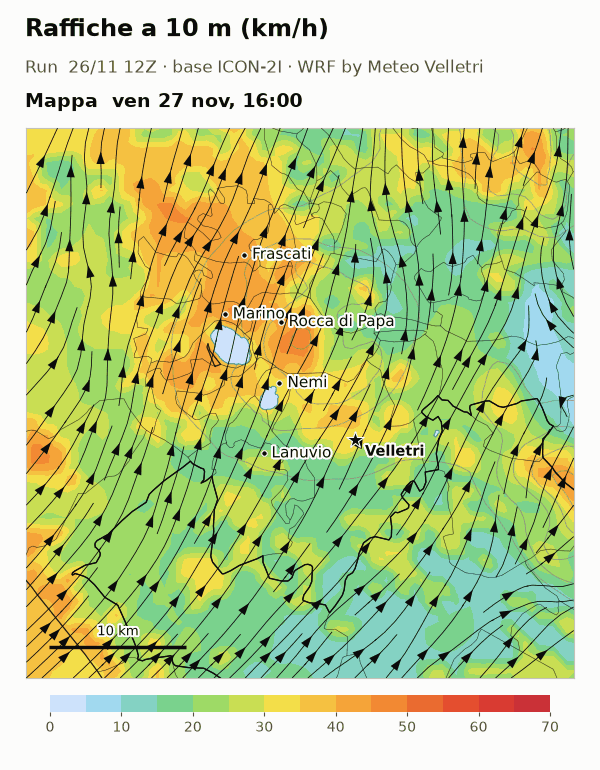 Raffiche a 10 m (km/h)
Run 26/11 12Z · base ICON-2I · WRF by Meteo Velletri
Mappa ven 27 nov, 16:00
Frascati
Marino
Rocca di Papa
Nemi
Velletri
Lanuvio
10 km
0 10 20 30 40 50 60 70